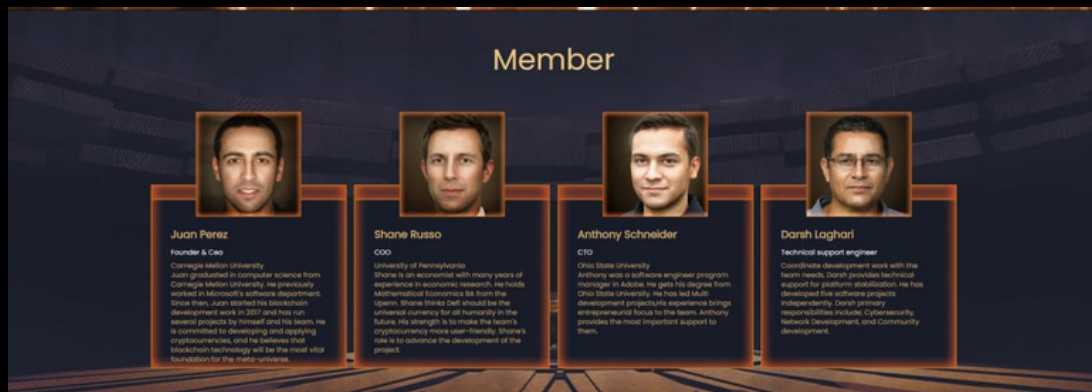 Member
Juan Perez
Founder & Ceo
Carnegie Mellon University
Juan graduated in computer science from
Carnegie Mellon University. He previously
worked in Microsoft's software department.
Since then, Juan started his blockchain
development work in 2017 and has run
several projects by himself and his team. He
is committed to developing and applying
cryptocurrencies, and he believes that
blockchain technology will be the most vital
foundation for the meta-universe.
Shane Russo
COO
University of Pennsylvania
Shane is an economist with many years of
experience in economic research. He holds
Mathematical Economics BA from the
Upenn. Shane thinks Defi should be the
universal currency for all humanity in the
future. His strength is to make the team's
cryptocurrency more user-friendly. Shane's
role is to advance the development of the
project.
Anthony Schneider
CTO
Ohio State University
Anthony was a software engineer program
manager in Adobe. He gets his degree from
Ohio State University. He has led Multi
development projects,His experience brings
entrepreneurial focus to the team. Anthony
provides the most important support to
them.
Darsh Laghari
Technical support engineer
Coordinate development work with the
team needs. Darsh provides technical
support for platform stabilization. He has
developed five software projects
independently. Darsh primary
responsibilities include; Cybersecurity,
Network Development, and Community
development.